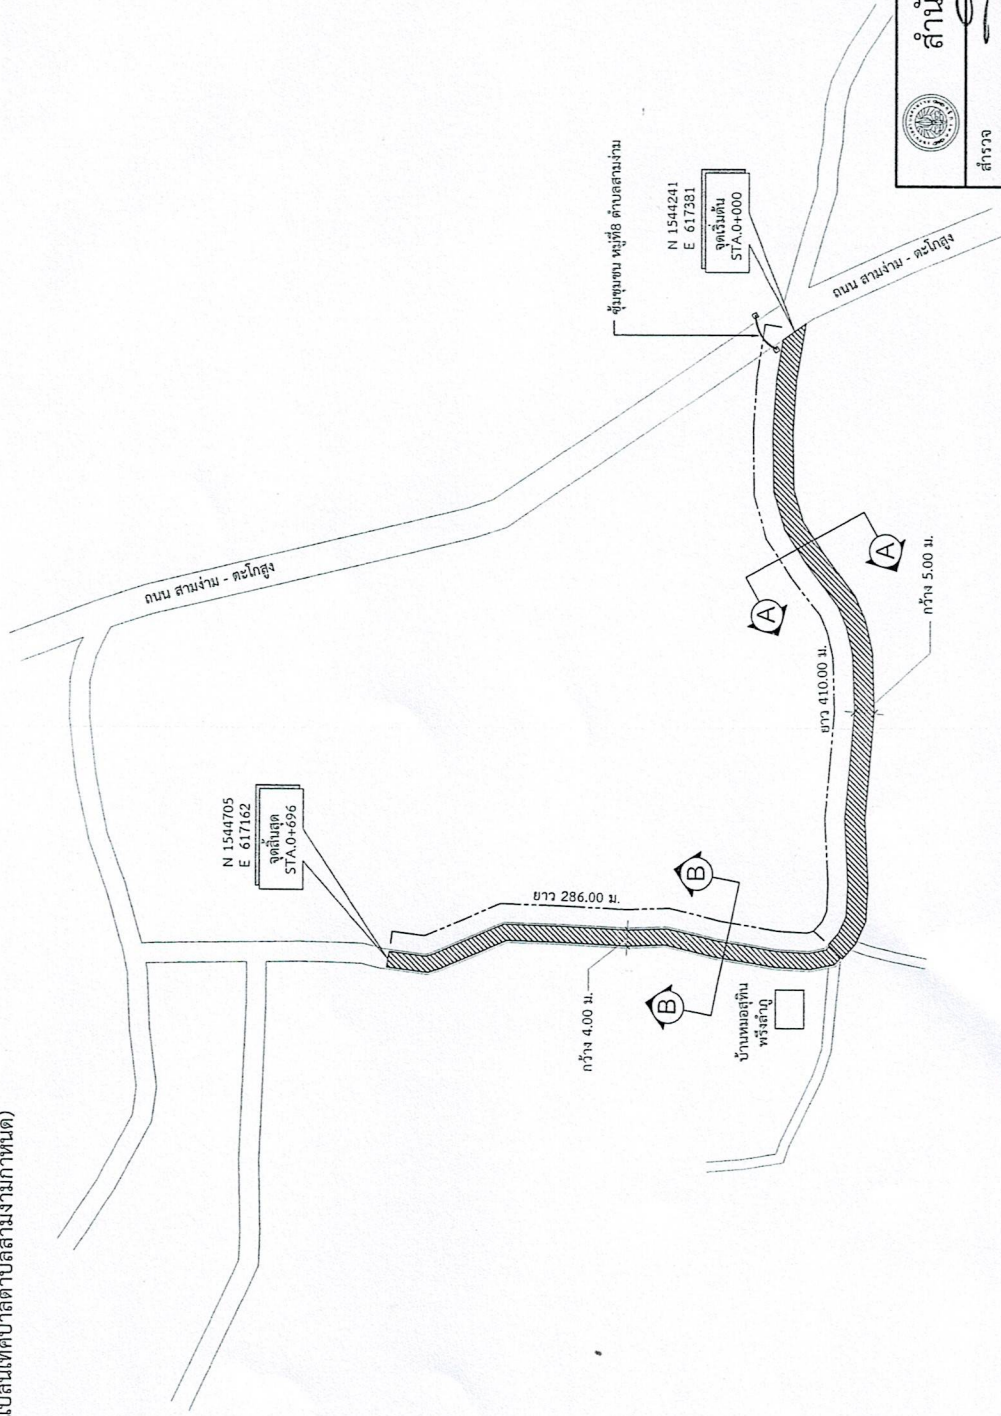 ถนน สามง่าม - ตะโกสูง
N 1544705
E 617162
จุดสิ้นสุด
STA.0+696
ยาว 286.00 ม.
กว้าง 4.00 ม.
B
B
บ้านหมอสุทิน
พริ้งลำภู
ซุ้มชุมชน หมู่ที่8 ตำบลสามง่าม
N 1544241
E 617381
จุดเริ่มต้น
STA.0+000
ถนน สามง่าม - ตะโกสูง
A
A
ยาว 410.00 ม.
กว้าง 5.00 ม.
สำรวจ